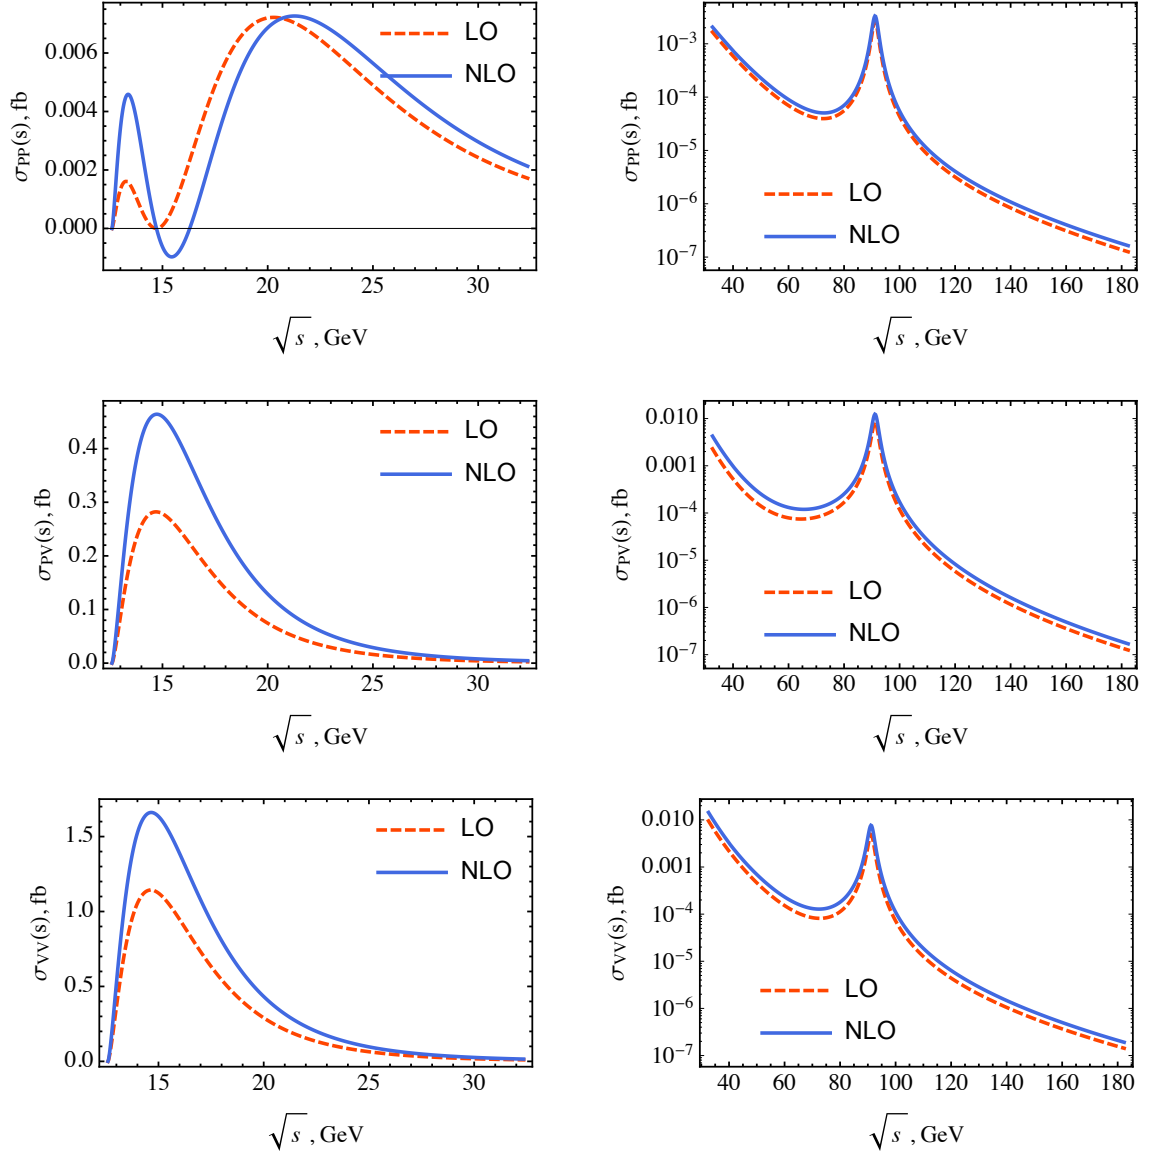 σPP(s), fb
0.006
0.004
0.002
0.000
LO
NLO
15 20 25 30
√s , GeV
σPP(s), fb
10⁻³
10⁻⁴
10⁻⁵
10⁻⁶
10⁻⁷
LO
NLO
40 60 80 100 120 140 160 180
√s , GeV
σPV(s), fb
0.4
0.3
0.2
0.1
0.0
LO
NLO
15 20 25 30
√s , GeV
σPV(s), fb
0.010
0.001
10⁻⁴
10⁻⁵
10⁻⁶
10⁻⁷
LO
NLO
40 60 80 100 120 140 160 180
√s , GeV
σVV(s), fb
1.5
1.0
0.5
0.0
LO
NLO
15 20 25 30
√s , GeV
σVV(s), fb
0.010
0.001
10⁻⁴
10⁻⁵
10⁻⁶
10⁻⁷
LO
NLO
40 60 80 100 120 140 160 180
√s , GeV